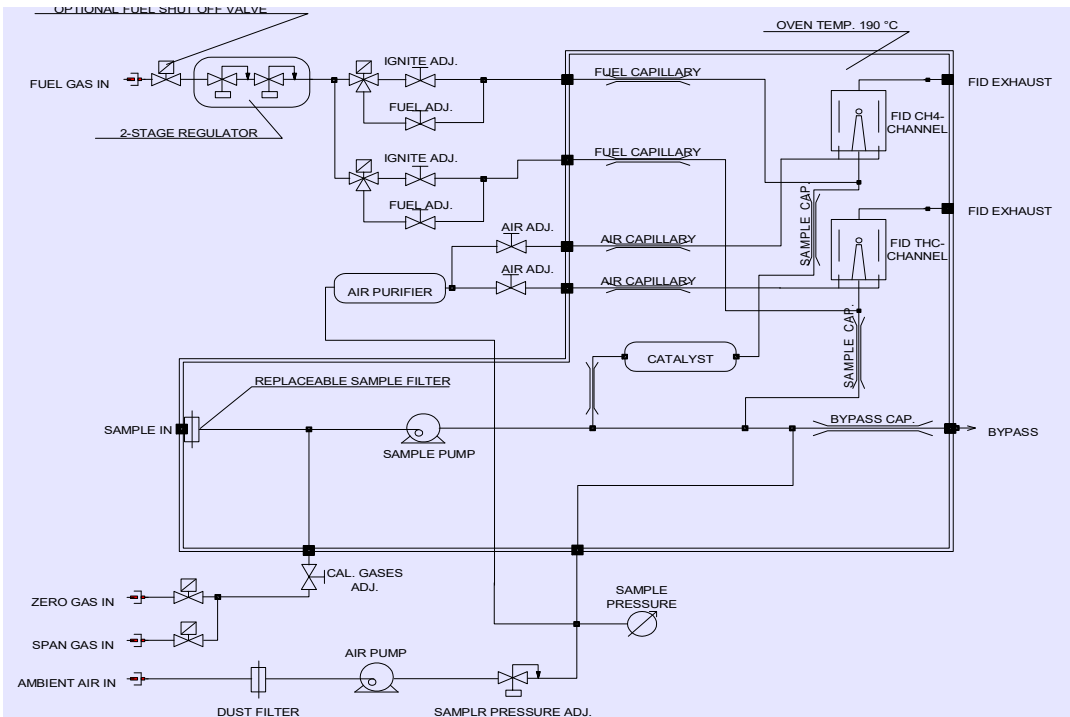 OPTIONAL FUEL SHUT OFF VALVE
OVEN TEMP. 190 °C
FUEL GAS IN
IGNITE ADJ.
FUEL CAPILLARY
FID EXHAUST
FUEL ADJ.
FID CH4-
CHANNEL
2-STAGE REGULATOR
IGNITE ADJ.
FUEL CAPILLARY
SAMPLE CAP.
FUEL ADJ.
FID EXHAUST
AIR ADJ.
AIR CAPILLARY
FID THC-
CHANNEL
AIR ADJ.
AIR CAPILLARY
AIR PURIFIER
SAMPLE CAP.
CATALYST
REPLACEABLE SAMPLE FILTER
SAMPLE IN
SAMPLE PUMP
BYPASS CAP.
BYPASS
CAL. GASES
ADJ.
ZERO GAS IN
SAMPLE
PRESSURE
SPAN GAS IN
AIR PUMP
AMBIENT AIR IN
DUST FILTER
SAMPLR PRESSURE ADJ.